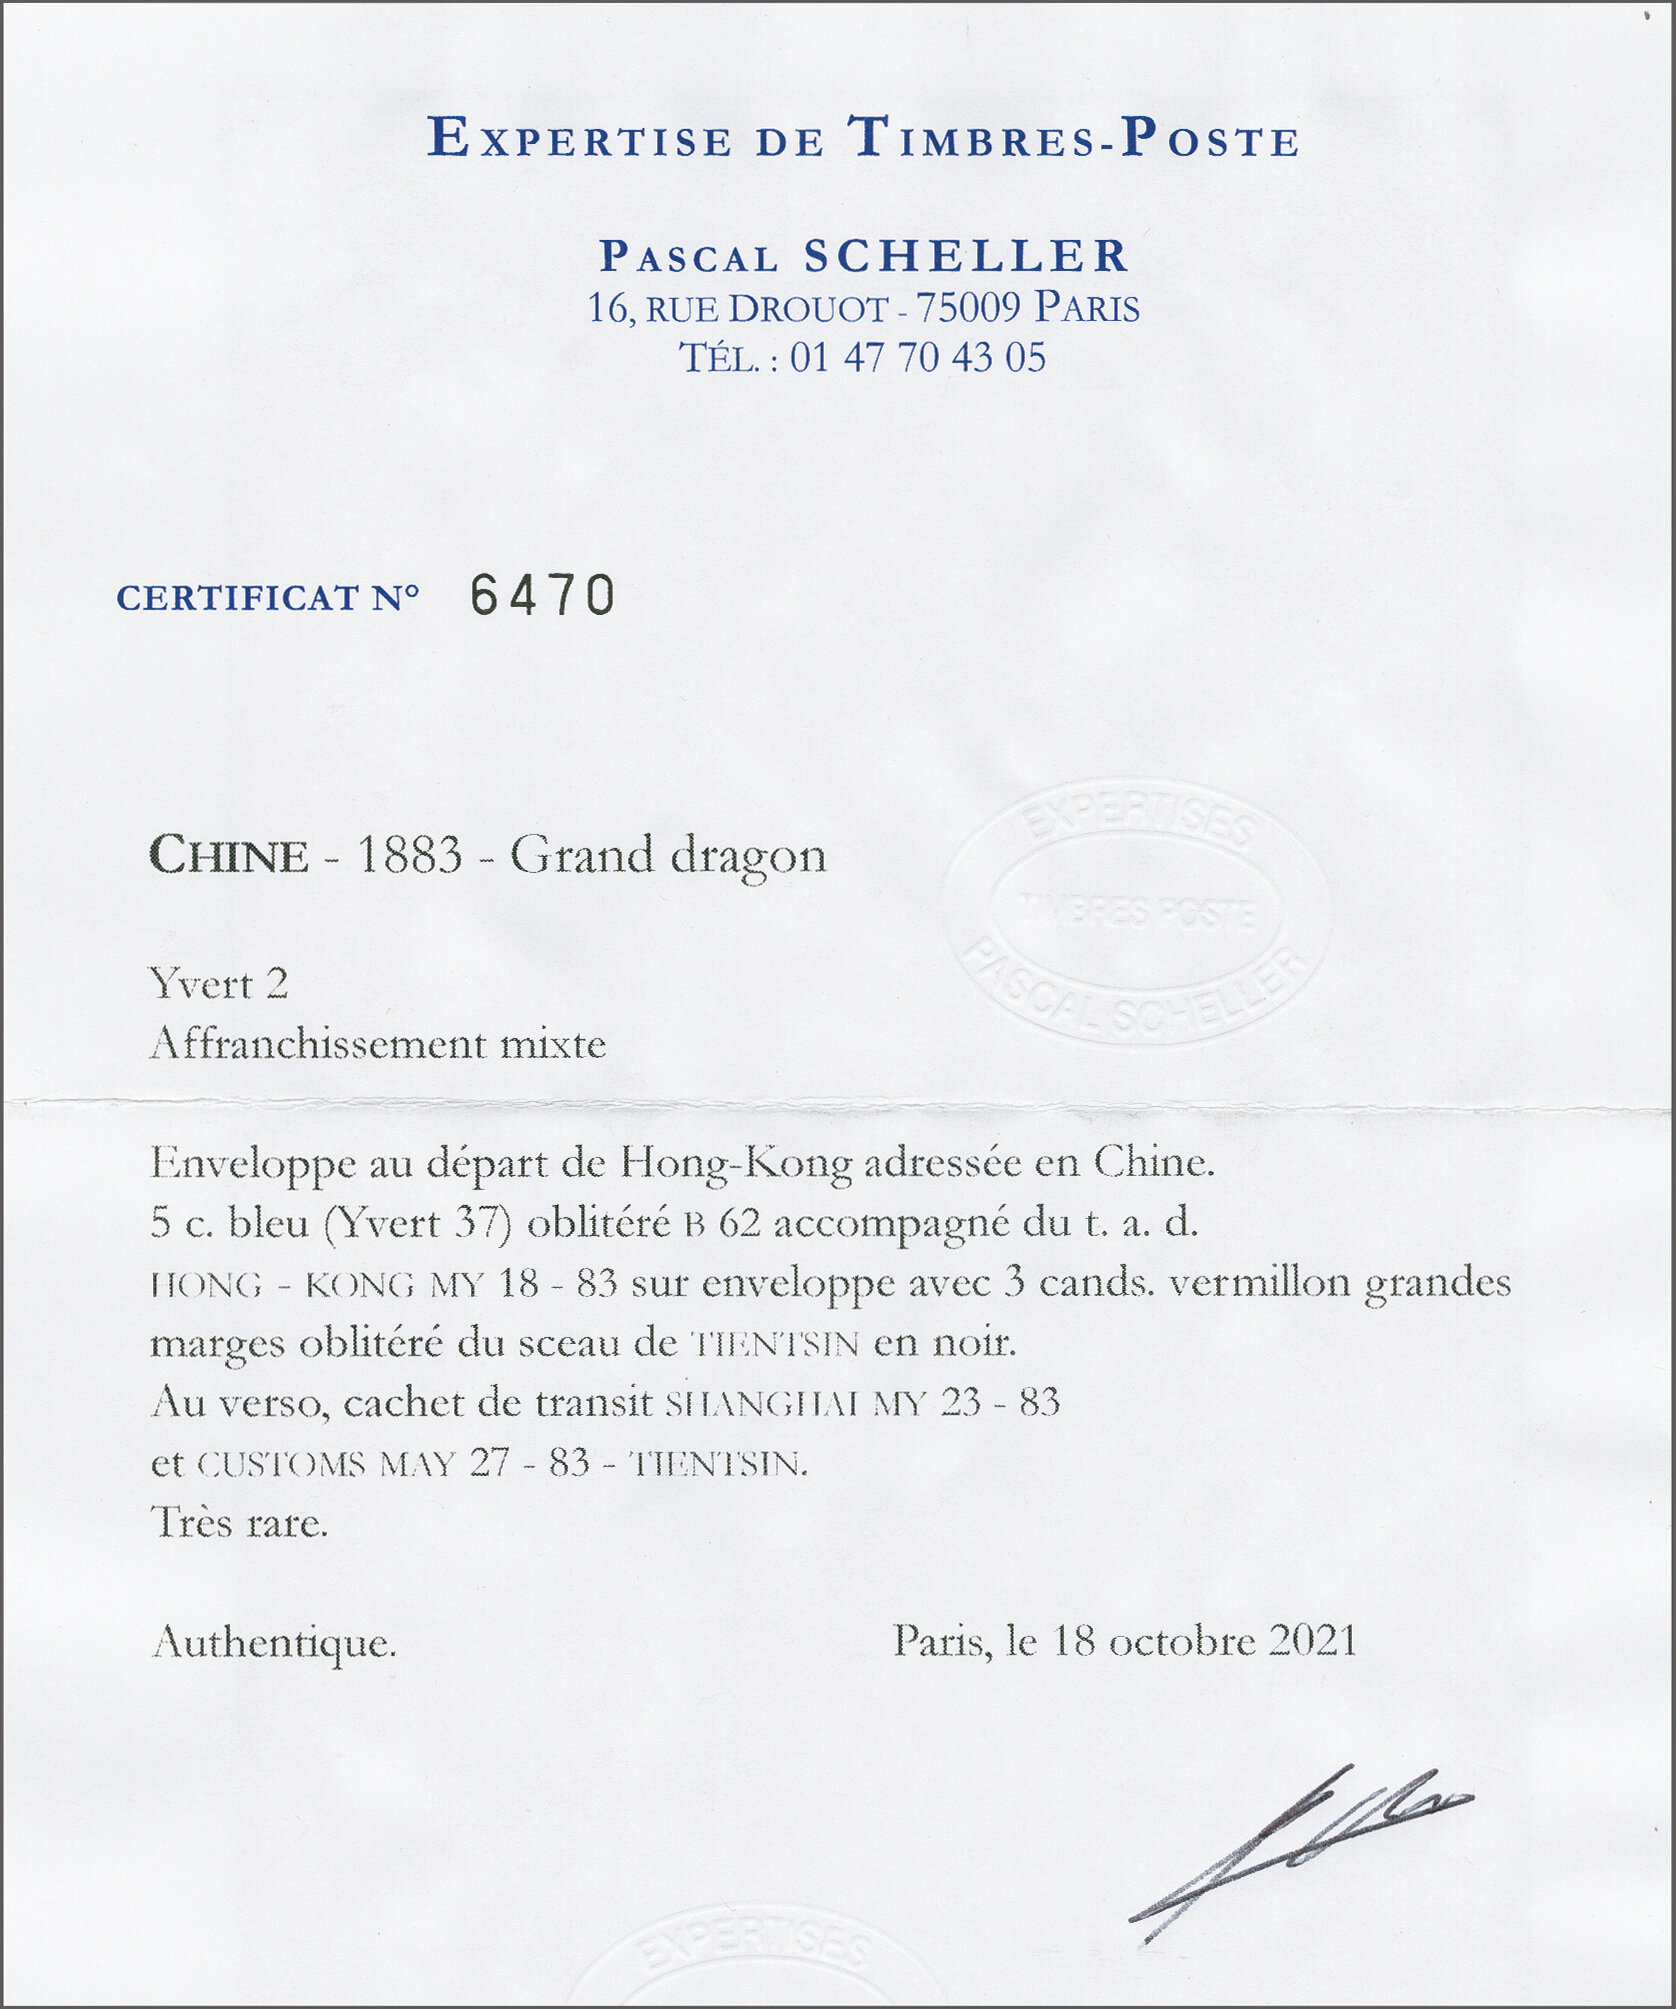 EXPERTISE DE TIMBRES-POSTE
PASCAL SCHELLER
16, RUE DROUOT - 75009 PARIS
TÉL. : 01 47 70 43 05
CERTIFICAT N° 6470
CHINE - 1883 - Grand dragon
EXPERTISES
TIMBRES POSTE
PASCAL SCHELLER
Yvert 2
Affranchissement mixte
Enveloppe au départ de Hong-Kong adressée en Chine.
5 c. bleu (Yvert 37) oblitéré B 62 accompagné du t. a. d.
HONG - KONG MY 18 - 83 sur enveloppe avec 3 cands. vermillon grandes
marges oblitéré du sceau de TIENTSIN en noir.
Au verso, cachet de transit SHANGHAI MY 23 - 83
et CUSTOMS MAY 27 - 83 - TIENTSIN.
Très rare.
Authentique. Paris, le 18 octobre 2021
EXPERTISES